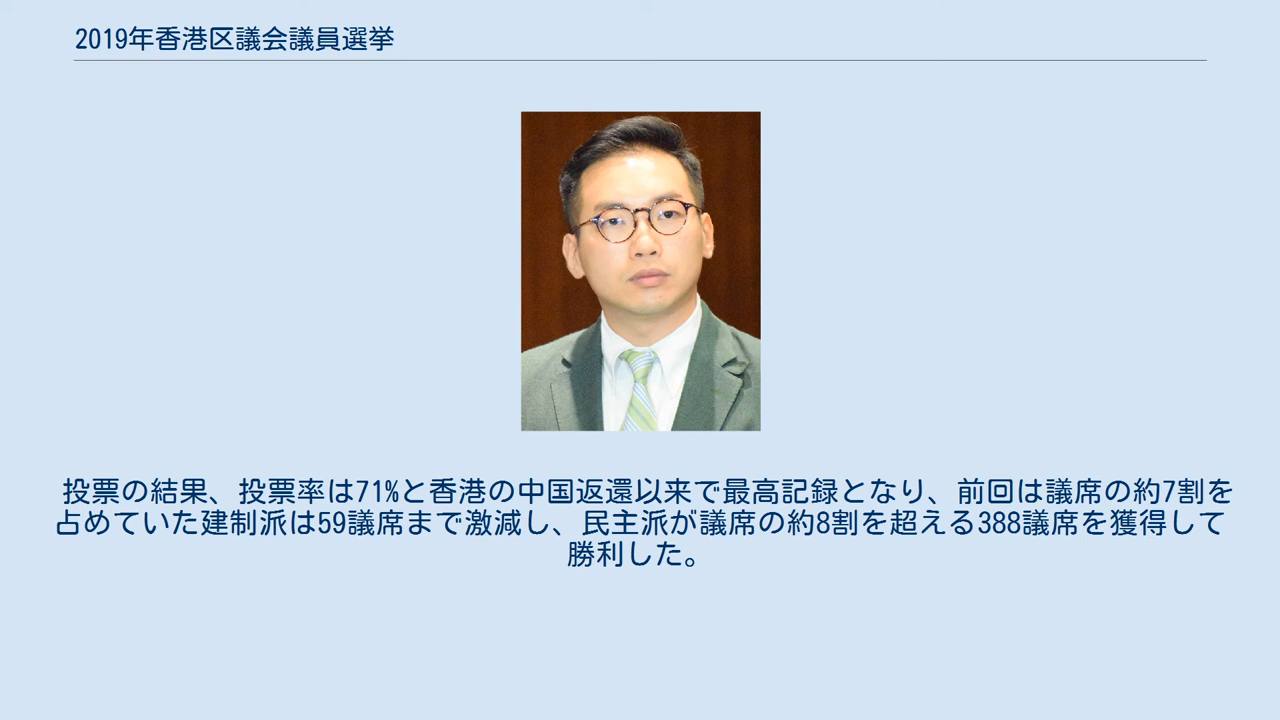 2019年香港区議会議員選挙
投票の結果、投票率は71%と香港の中国返還以来で最高記録となり、前回は議席の約7割を
占めていた建制派は59議席まで激減し、民主派が議席の約8割を超える388議席を獲得して
勝利した。